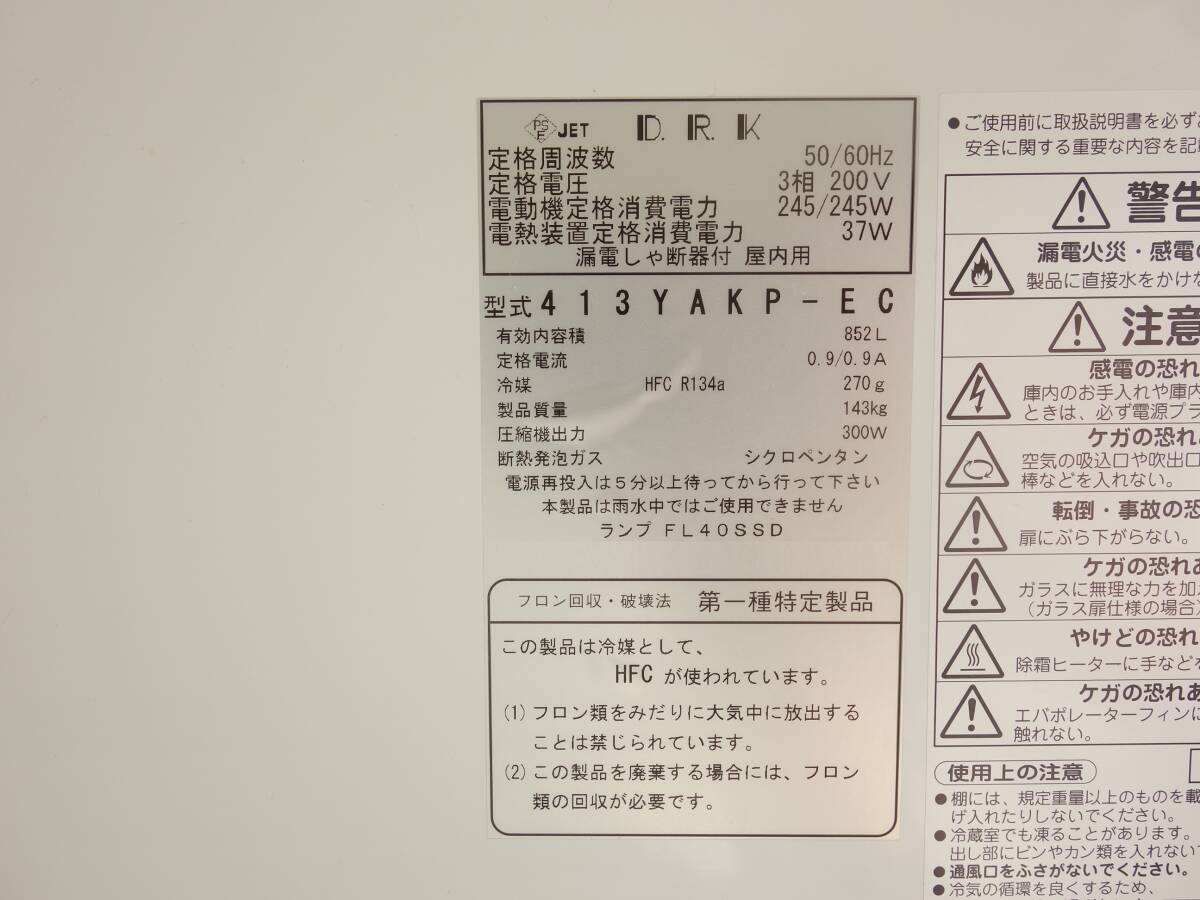 PSE JET D.R.K
定格周波数 50/60Hz
定格電圧 3相 200V
電動機定格消費電力 245/245W
電熱装置定格消費電力 37W
漏電しゃ断器付 屋内用
型式 413YAKP-EC
有効内容積 852L
定格電流 0.9/0.9A
冷媒 HFC R134a 270g
製品質量 143kg
圧縮機出力 300W
断熱発泡ガス シクロペンタン
電源再投入は5分以上待ってから行って下さい
本製品は雨水中ではご使用できません
ランプ FL40SSD
フロン回収・破壊法 第一種特定製品
この製品は冷媒として、
HFC が使われています。
(1) フロン類をみだりに大気中に放出する
ことは禁じられています。
(2) この製品を廃棄する場合には、フロン
類の回収が必要です。
●ご使用前に取扱説明書を必ず
安全に関する重要な内容を記
警告
漏電火災・感電の
製品に直接水をかけな
注意
感電の恐れ
庫内のお手入れや庫内
ときは、必ず電源プラ
ケガの恐れ
空気の吸込口や吹出口
棒などを入れない。
転倒・事故の恐
扉にぶら下がらない。
ケガの恐れあ
ガラスに無理な力を加
(ガラス扉仕様の場合)
やけどの恐れ
除霜ヒーターに手などを
ケガの恐れあ
エバポレーターフィンに
触れない。
使用上の注意
●棚には、規定重量以上のものを載
げ入れたりしないでください。
●冷蔵室でも凍ることがあります。
出し部にビンやカン類を入れないで
●通風口をふさがないでください。
●冷気の循環を良くするため、